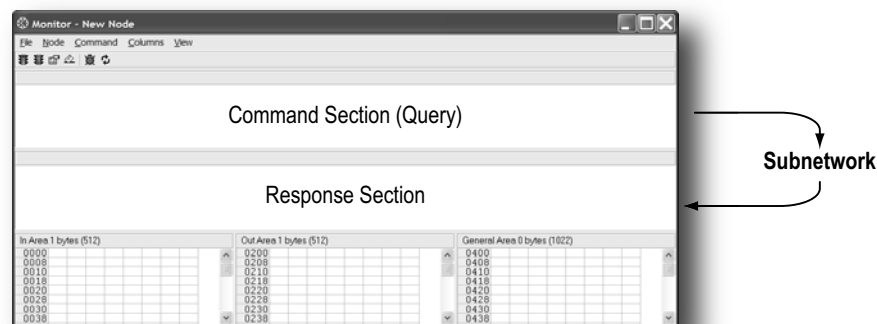 Monitor - New Node
File Node Command Columns View
Command Section (Query)
Subnetwork
Response Section
In Area 1 bytes (512) Out Area 1 bytes (512) General Area 0 bytes (1022)
0000 0200 0400
0008 0208 0408
0010 0210 0410
0018 0218 0418
0020 0220 0420
0028 0228 0428
0030 0230 0430
0038 0238 0438